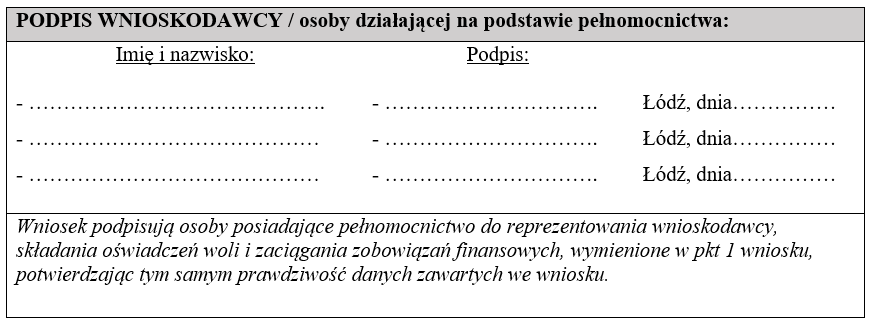 PODPIS WNIOSKODAWCY / osoby działającej na podstawie pełnomocnictwa:
Imię i nazwisko: Podpis:
- ……………………………………. - …………………………. Łódź, dnia……………
- …………………………………… - …………………………. Łódź, dnia……………
- …………………………………… - …………………………. Łódź, dnia……………
Wniosek podpisują osoby posiadające pełnomocnictwo do reprezentowania wnioskodawcy,
składania oświadczeń woli i zaciągania zobowiązań finansowych, wymienione w pkt 1 wniosku,
potwierdzając tym samym prawdziwość danych zawartych we wniosku.